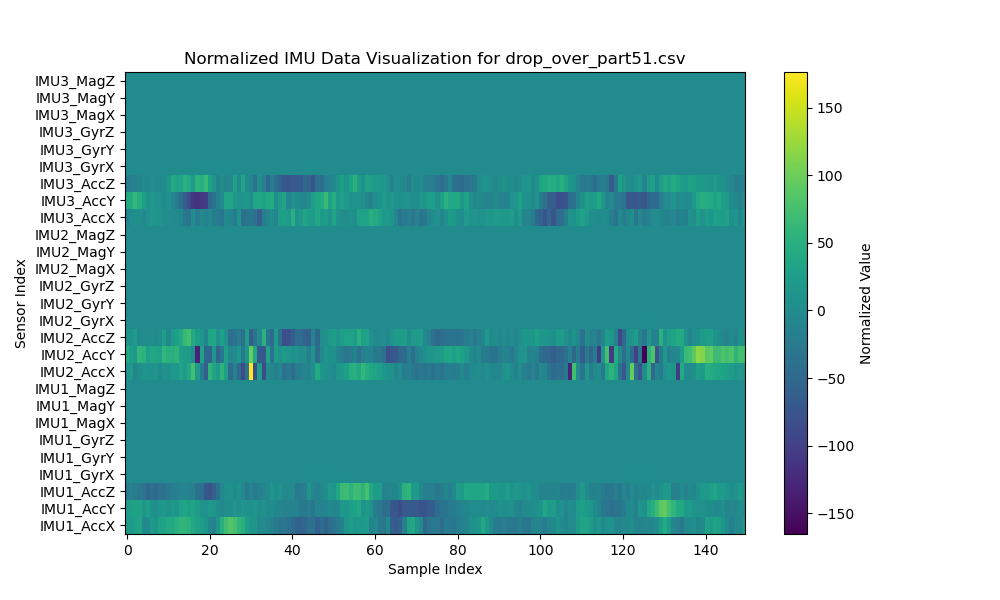 Normalized IMU Data Visualization for drop_over_part51.csv
IMU3_MagZ
IMU3_MagY
IMU3_MagX
IMU3_GyrZ
IMU3_GyrY
IMU3_GyrX
IMU3_AccZ
IMU3_AccY
IMU3_AccX
IMU2_MagZ
IMU2_MagY
IMU2_MagX
IMU2_GyrZ
IMU2_GyrY
IMU2_GyrX
IMU2_AccZ
IMU2_AccY
IMU2_AccX
IMU1_MagZ
IMU1_MagY
IMU1_MagX
IMU1_GyrZ
IMU1_GyrY
IMU1_GyrX
IMU1_AccZ
IMU1_AccY
IMU1_AccX
Sensor Index
0 20 40 60 80 100 120 140
Sample Index
150
100
50
0
−50
−100
−150
Normalized Value